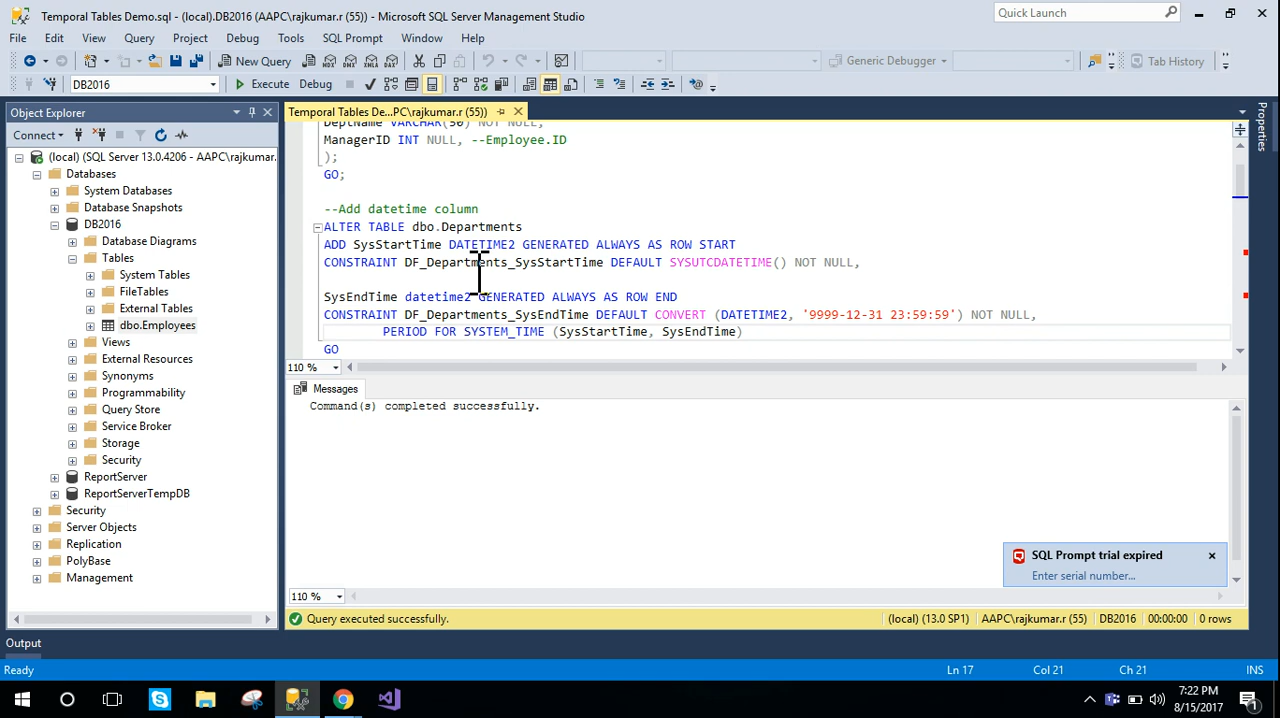 Temporal Tables Demo.sql - (local).DB2016 (AAPC\rajkumar.r (55)) - Microsoft SQL Server Management Studio
Quick Launch
File Edit View Query Project Debug Tools SQL Prompt Window Help
New Query
Generic Debugger
Tab History
DB2016
Execute
Debug
Object Explorer
Connect
(local) (SQL Server 13.0.4206 - AAPC\rajkumar.
Databases
System Databases
Database Snapshots
DB2016
Database Diagrams
Tables
System Tables
FileTables
External Tables
dbo.Employees
Views
External Resources
Synonyms
Programmability
Query Store
Service Broker
Storage
Security
ReportServer
ReportServerTempDB
Security
Server Objects
Replication
PolyBase
Management
Temporal Tables De...PC\rajkumar.r (55))
DeptName VARCHAR(50) NOT NULL,
ManagerID INT NULL, --Employee.ID
);
GO;
--Add datetime column
ALTER TABLE dbo.Departments
ADD SysStartTime DATETIME2 GENERATED ALWAYS AS ROW START
CONSTRAINT DF_Departments_SysStartTime DEFAULT SYSUTCDATETIME() NOT NULL,
SysEndTime datetime2 GENERATED ALWAYS AS ROW END
CONSTRAINT DF_Departments_SysEndTime DEFAULT CONVERT (DATETIME2, '9999-12-31 23:59:59') NOT NULL,
PERIOD FOR SYSTEM_TIME (SysStartTime, SysEndTime)
GO
110 %
Messages
Command(s) completed successfully.
SQL Prompt trial expired
Enter serial number...
110 %
Query executed successfully.
(local) (13.0 SP1) AAPC\rajkumar.r (55) DB2016 00:00:00 0 rows
Properties
Output
Ready
Ln 17 Col 21 Ch 21 INS
7:22 PM
8/15/2017
1